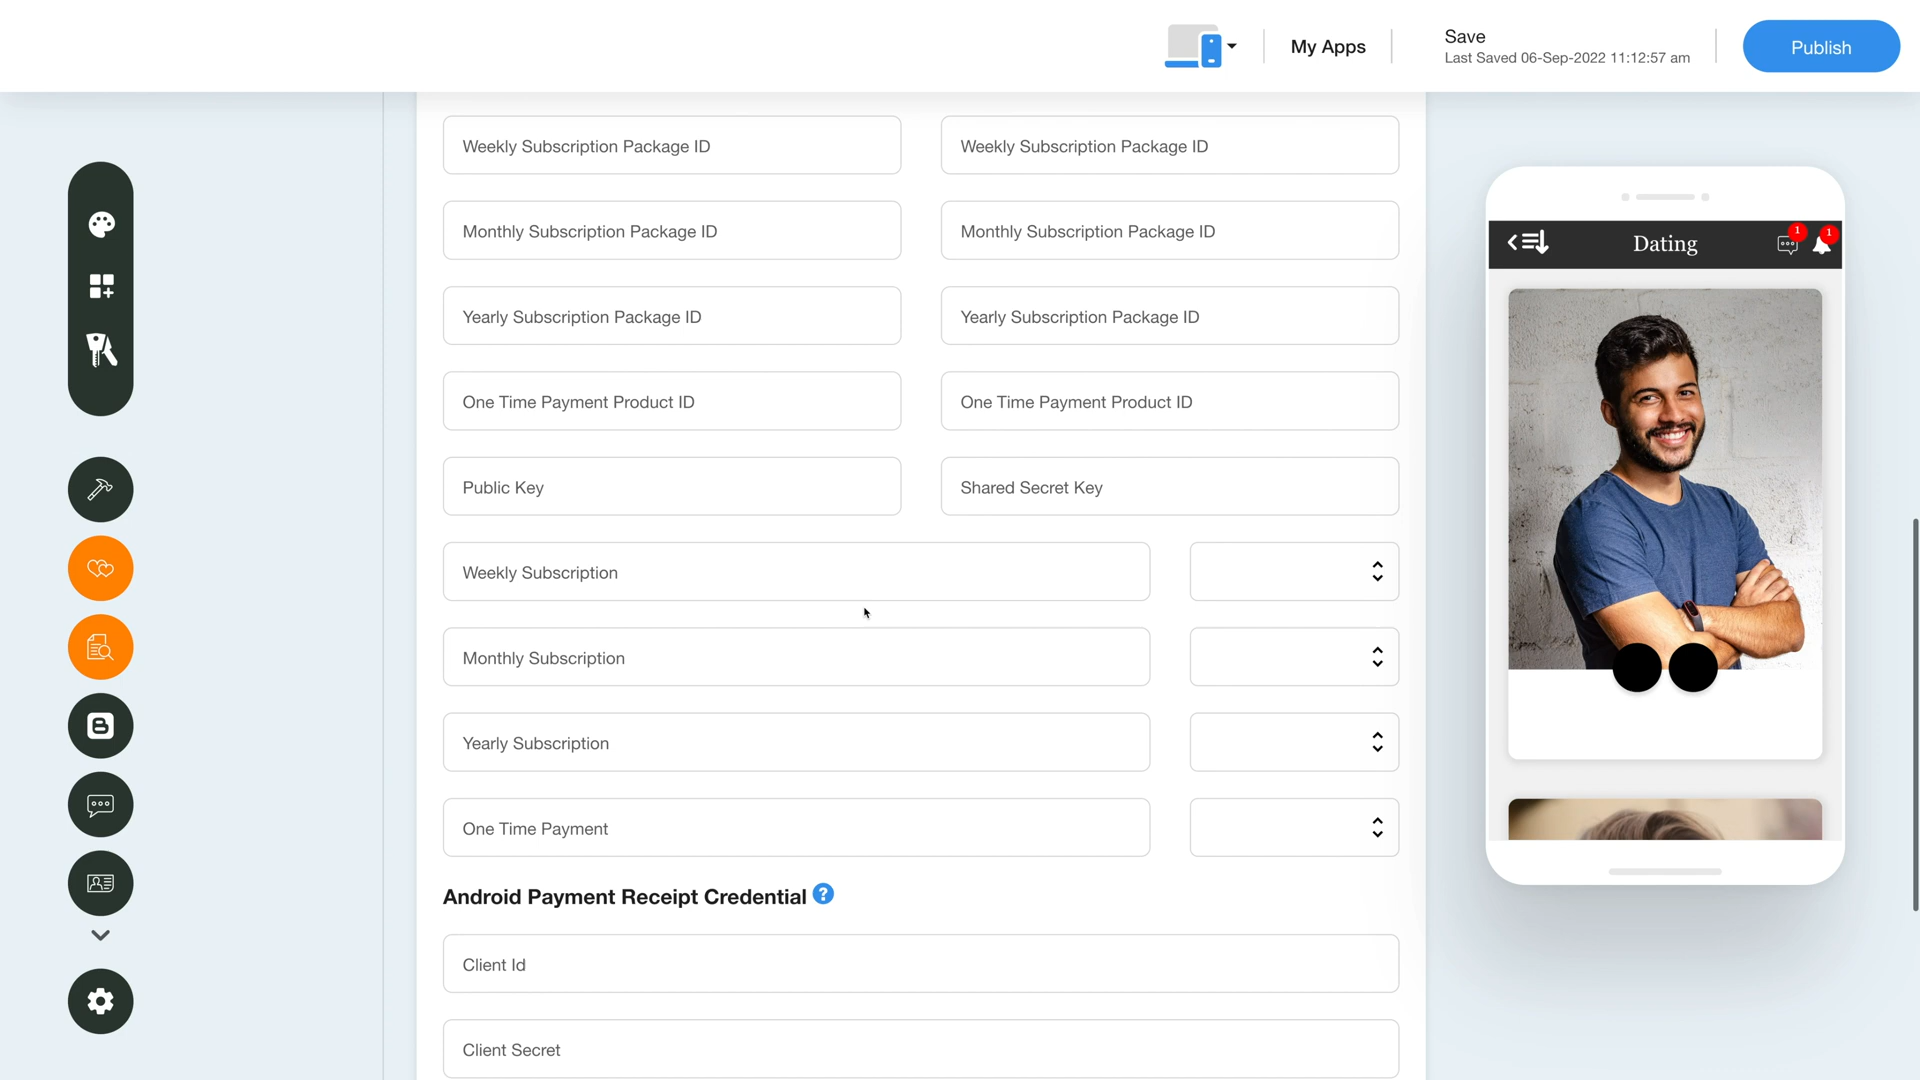 My Apps
Save
Last Saved 06-Sep-2022 11:12:57 am
Publish
Weekly Subscription Package ID
Weekly Subscription Package ID
Monthly Subscription Package ID
Monthly Subscription Package ID
Yearly Subscription Package ID
Yearly Subscription Package ID
One Time Payment Product ID
One Time Payment Product ID
Public Key
Shared Secret Key
Weekly Subscription
Monthly Subscription
Yearly Subscription
One Time Payment
Android Payment Receipt Credential ?
Client Id
Client Secret
Dating
1
1